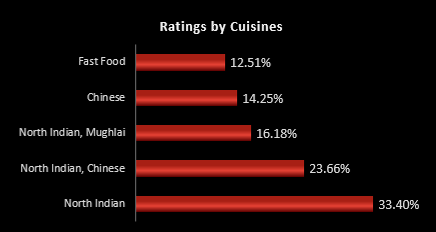 Ratings by Cuisines
Fast Food 12.51%
Chinese 14.25%
North Indian, Mughlai 16.18%
North Indian, Chinese 23.66%
North Indian 33.40%